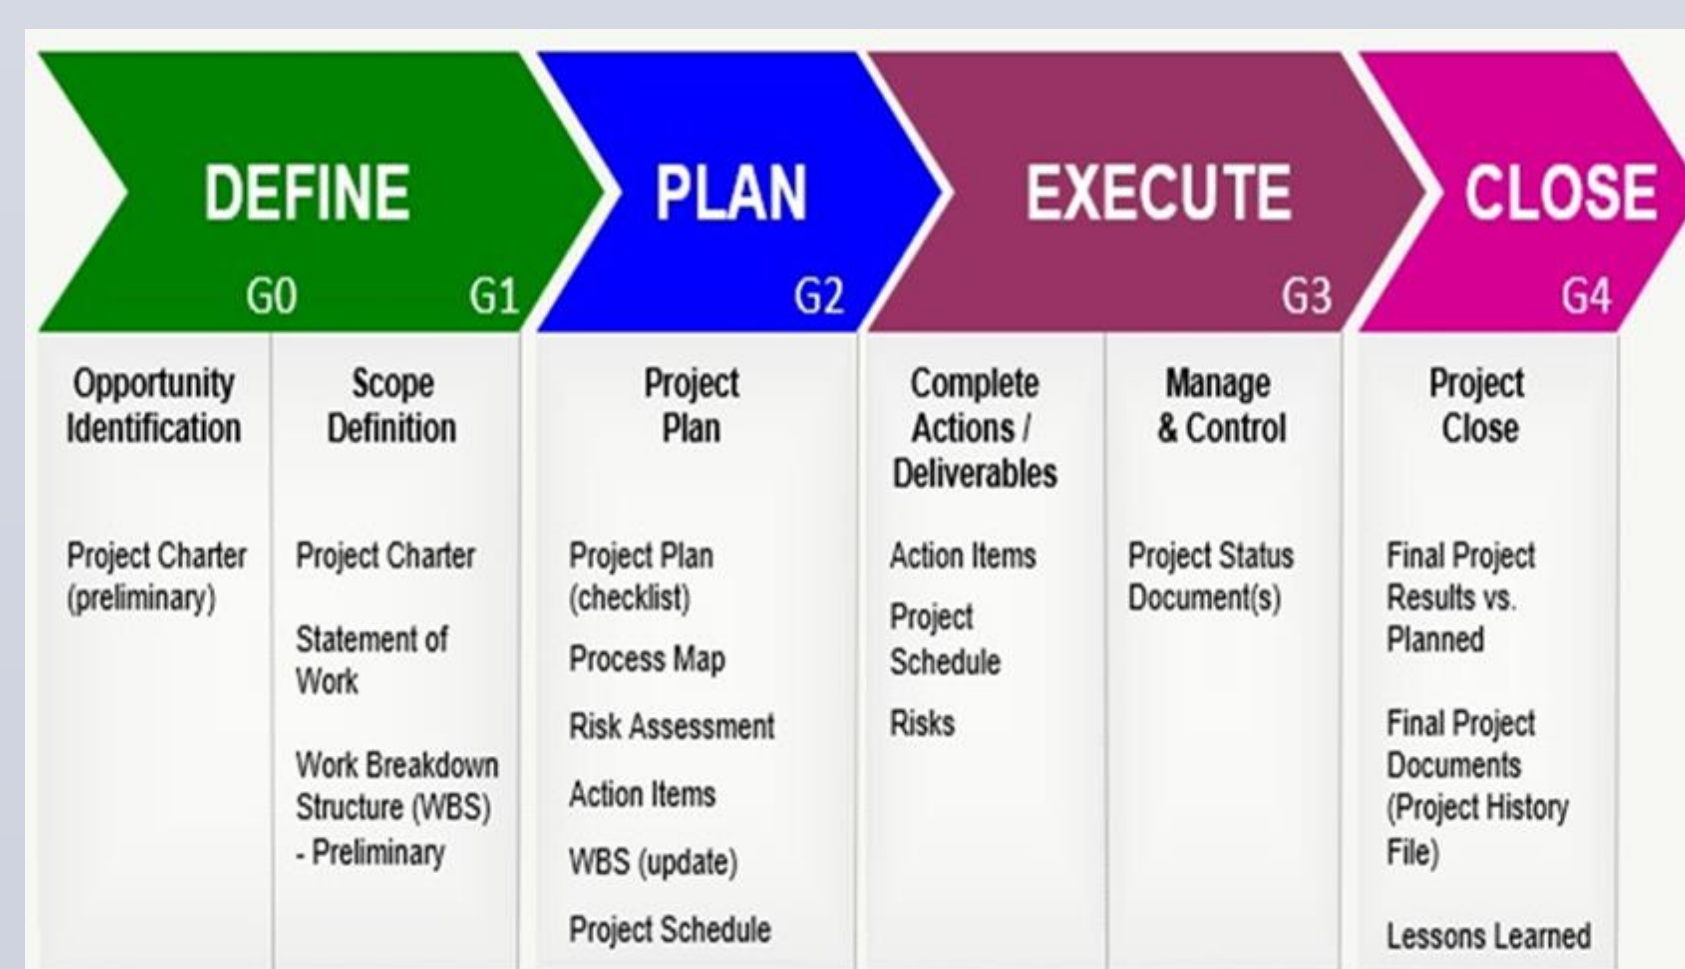 DEFINE
G0
G1
PLAN
G2
EXECUTE
G3
CLOSE
G4
Opportunity
Identification
Project Charter
(preliminary)
Scope
Definition
Project Charter
Statement of
Work
Work Breakdown
Structure (WBS)
- Preliminary
Project
Plan
Project Plan
(checklist)
Process Map
Risk Assessment
Action Items
WBS (update)
Project Schedule
Complete
Actions /
Deliverables
Action Items
Project
Schedule
Risks
Manage
& Control
Project Status
Document(s)
Project
Close
Final Project
Results vs.
Planned
Final Project
Documents
(Project History
File)
Lessons Learned